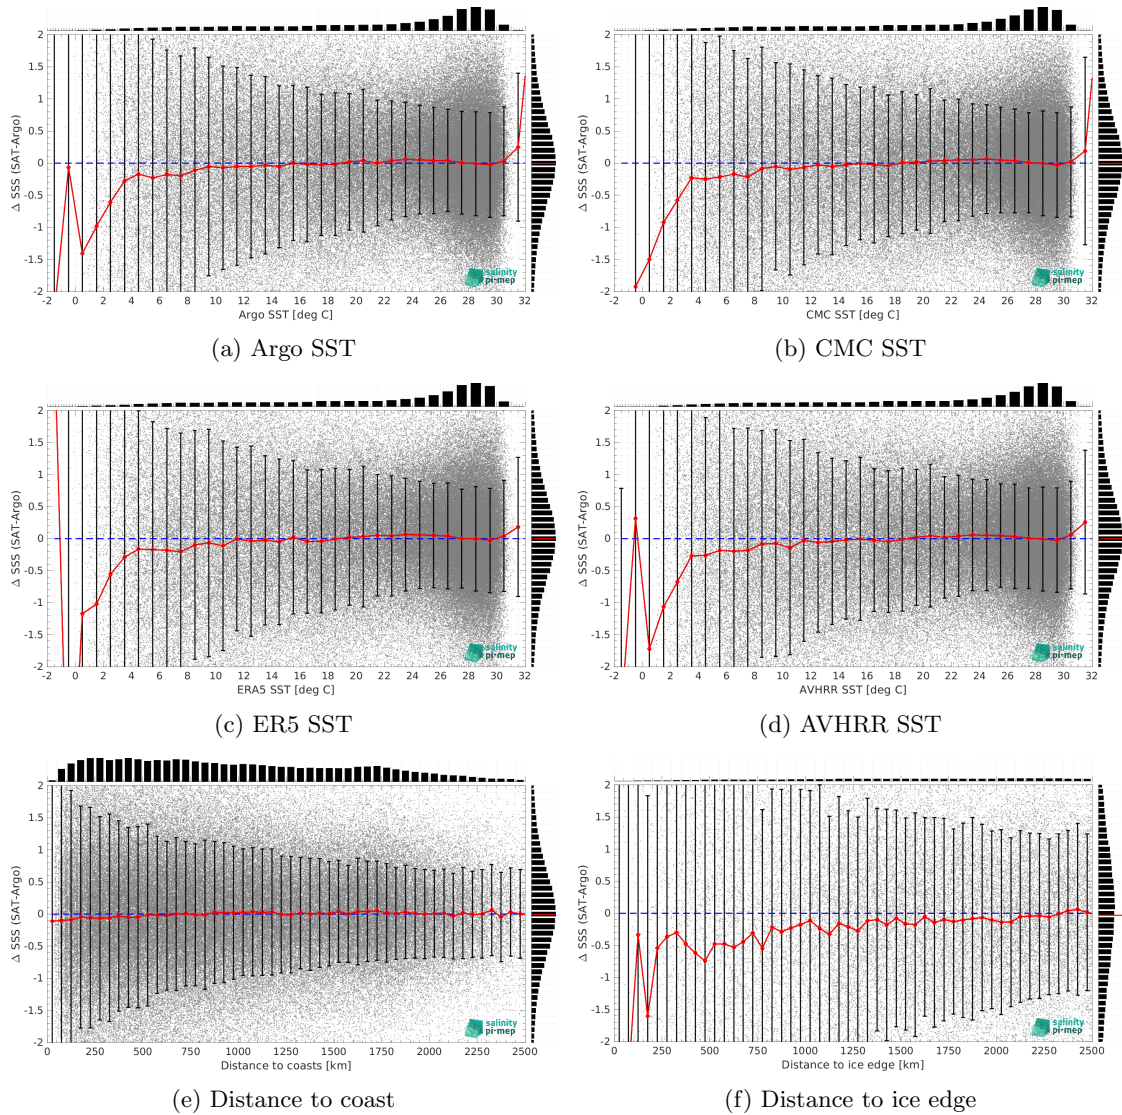 2
1.5
1
0.5
0
-0.5
-1
-1.5
-2
Δ SSS (SAT-Argo)
-2 0 2 4 6 8 10 12 14 16 18 20 22 24 26 28 30 32
Argo SST [deg C]
salinity
pi-mep
(a) Argo SST
2
1.5
1
0.5
0
-0.5
-1
-1.5
-2
Δ SSS (SAT-Argo)
-2 0 2 4 6 8 10 12 14 16 18 20 22 24 26 28 30 32
CMC SST [deg C]
salinity
pi-mep
(b) CMC SST
2
1.5
1
0.5
0
-0.5
-1
-1.5
-2
Δ SSS (SAT-Argo)
-2 0 2 4 6 8 10 12 14 16 18 20 22 24 26 28 30 32
ERA5 SST [deg C]
salinity
pi-mep
(c) ER5 SST
2
1.5
1
0.5
0
-0.5
-1
-1.5
-2
Δ SSS (SAT-Argo)
-2 0 2 4 6 8 10 12 14 16 18 20 22 24 26 28 30 32
AVHRR SST [deg C]
salinity
pi-mep
(d) AVHRR SST
2
1.5
1
0.5
0
-0.5
-1
-1.5
-2
Δ SSS (SAT-Argo)
0 250 500 750 1000 1250 1500 1750 2000 2250 2500
Distance to coasts [km]
salinity
pi-mep
(e) Distance to coast
2
1.5
1
0.5
0
-0.5
-1
-1.5
-2
Δ SSS (SAT-Argo)
0 250 500 750 1000 1250 1500 1750 2000 2250 2500
Distance to ice edge [km]
salinity
pi-mep
(f) Distance to ice edge